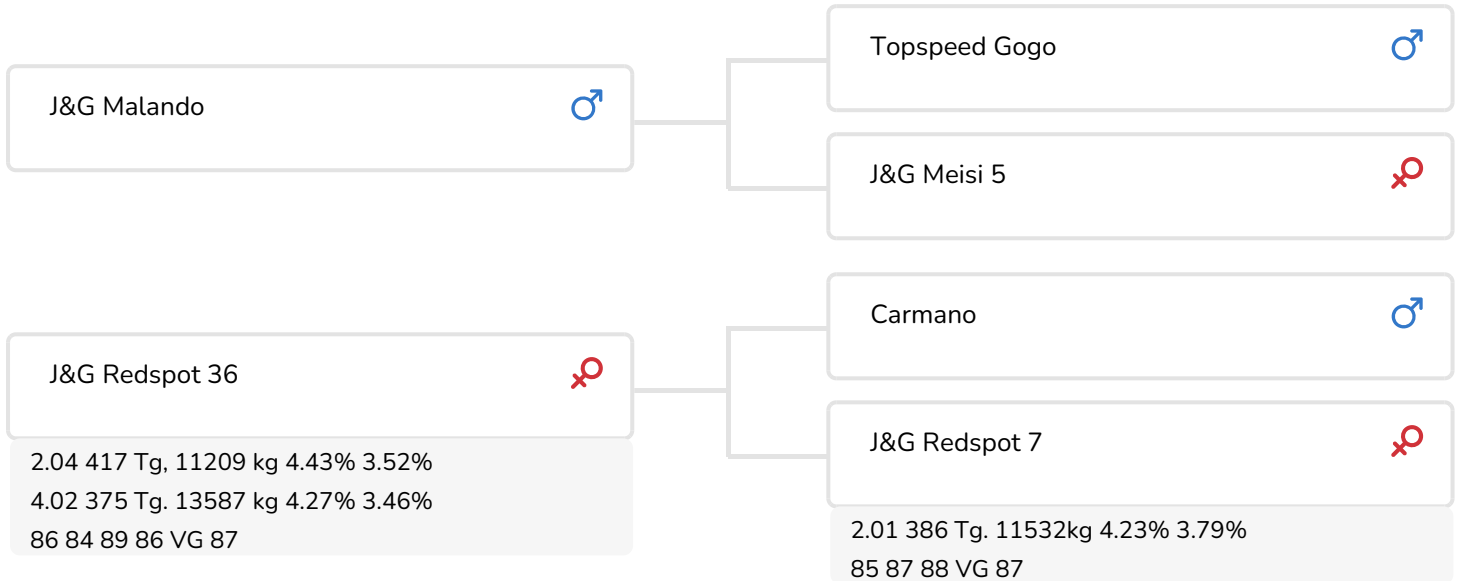 J&G Malando
Topspeed Gogo
J&G Meisi 5
J&G Redspot 36
2.04 417 Tg, 11209 kg 4.43% 3.52%
4.02 375 Tg. 13587 kg 4.27% 3.46%
86 84 89 86 VG 87
Carmano
J&G Redspot 7
2.01 386 Tg. 11532kg 4.23% 3.79%
85 87 88 VG 87